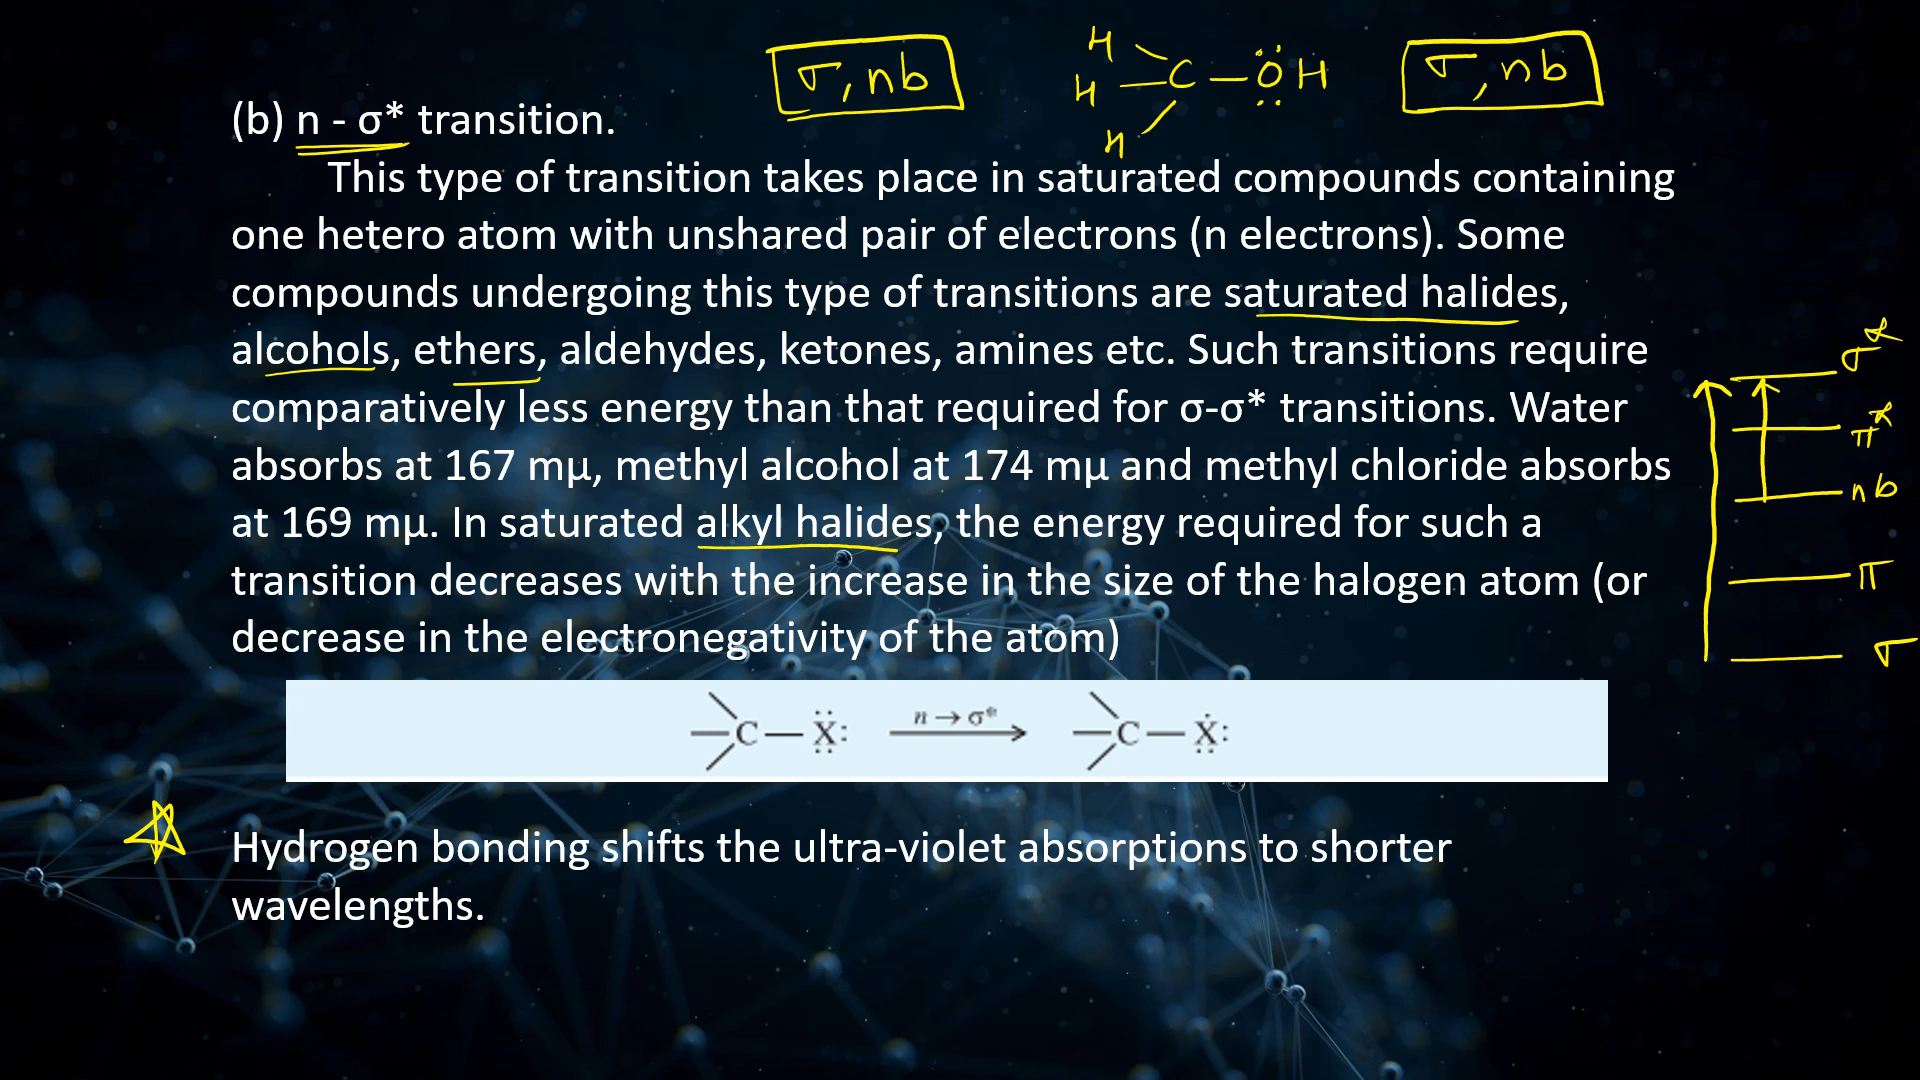 σ, nb
H
H
C — ÖH
H
σ, nb
(b) n - σ* transition.
This type of transition takes place in saturated compounds containing
one hetero atom with unshared pair of electrons (n electrons). Some
compounds undergoing this type of transitions are saturated halides,
alcohols, ethers, aldehydes, ketones, amines etc. Such transitions require
comparatively less energy than that required for σ-σ* transitions. Water
absorbs at 167 mμ, methyl alcohol at 174 mμ and methyl chloride absorbs
at 169 mμ. In saturated alkyl halides, the energy required for such a
transition decreases with the increase in the size of the halogen atom (or
decrease in the electronegativity of the atom)
σ*
π*
nb
π
σ
C — Ẍ: n → σ* C — Ẋ:
Hydrogen bonding shifts the ultra-violet absorptions to shorter
wavelengths.